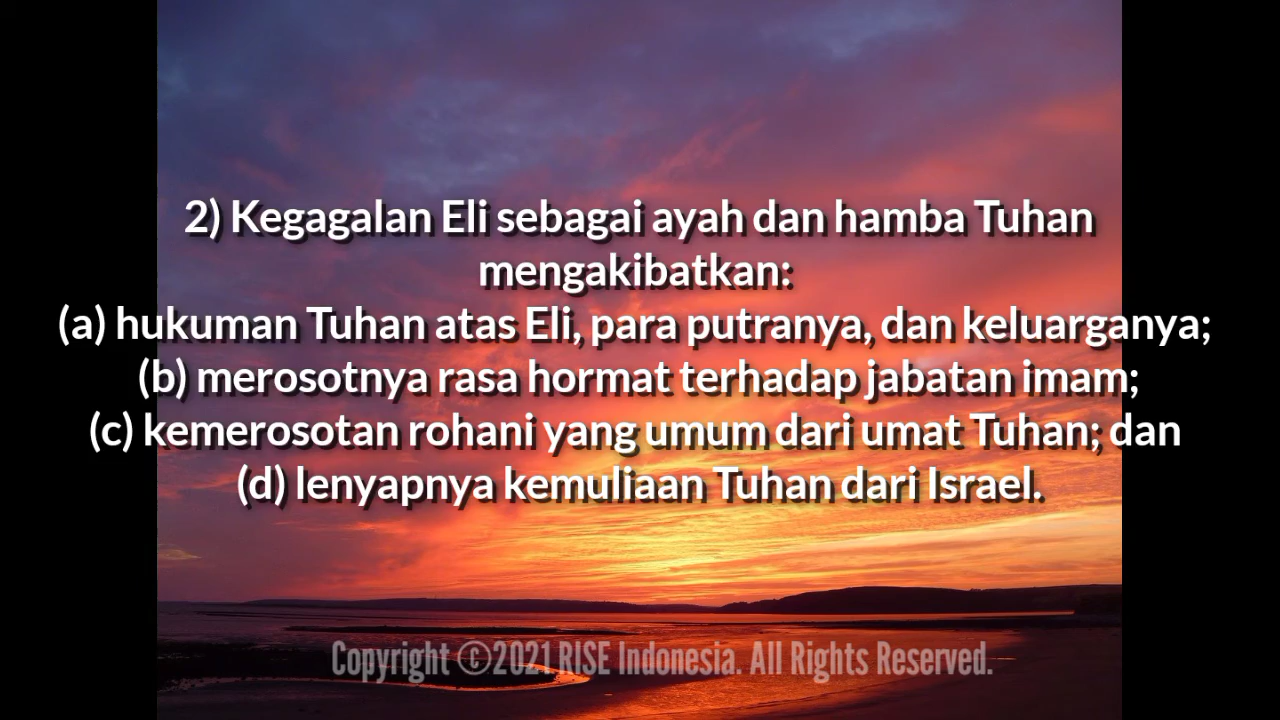 2) Kegagalan Eli sebagai ayah dan hamba Tuhan
mengakibatkan:
(a) hukuman Tuhan atas Eli, para putranya, dan keluarganya;
(b) merosotnya rasa hormat terhadap jabatan imam;
(c) kemerosotan rohani yang umum dari umat Tuhan; dan
(d) lenyapnya kemuliaan Tuhan dari Israel.
Copyright ©2021 RISE Indonesia. All Rights Reserved.